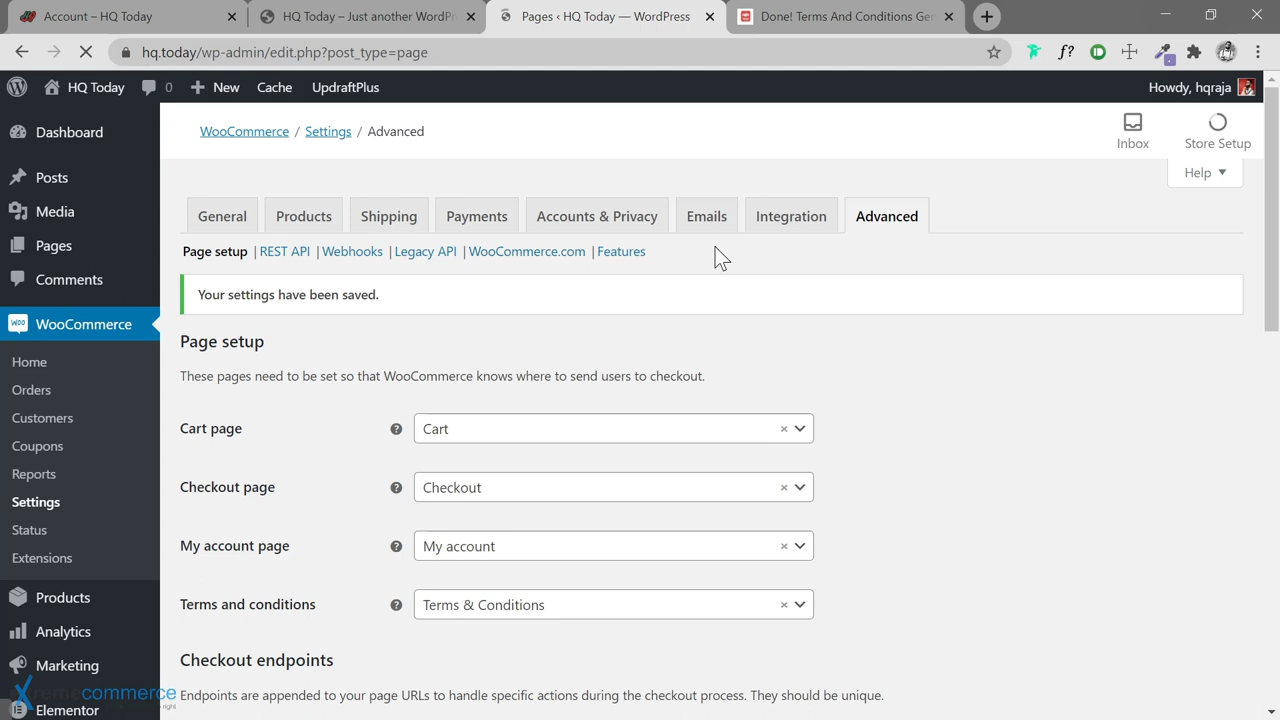 Account – HQ Today
HQ Today – Just another WordPr
Pages ‹ HQ Today — WordPress
Done! Terms And Conditions Ger
hq.today/wp-admin/edit.php?post_type=page
f?
HQ Today
0
New
Cache
UpdraftPlus
Howdy, hqraja
Dashboard
Posts
Media
Pages
Comments
woo
WooCommerce
Home
Orders
Customers
Coupons
Reports
Settings
Status
Extensions
Products
Analytics
Marketing
Elementor
WooCommerce / Settings / Advanced
Inbox
Store Setup
Help
General
Products
Shipping
Payments
Accounts & Privacy
Emails
Integration
Advanced
Page setup | REST API | Webhooks | Legacy API | WooCommerce.com | Features
Your settings have been saved.
Page setup
These pages need to be set so that WooCommerce knows where to send users to checkout.
Cart page
Cart
Checkout page
Checkout
My account page
My account
Terms and conditions
Terms & Conditions
Checkout endpoints
Endpoints are appended to your page URLs to handle specific actions during the checkout process. They should be unique.